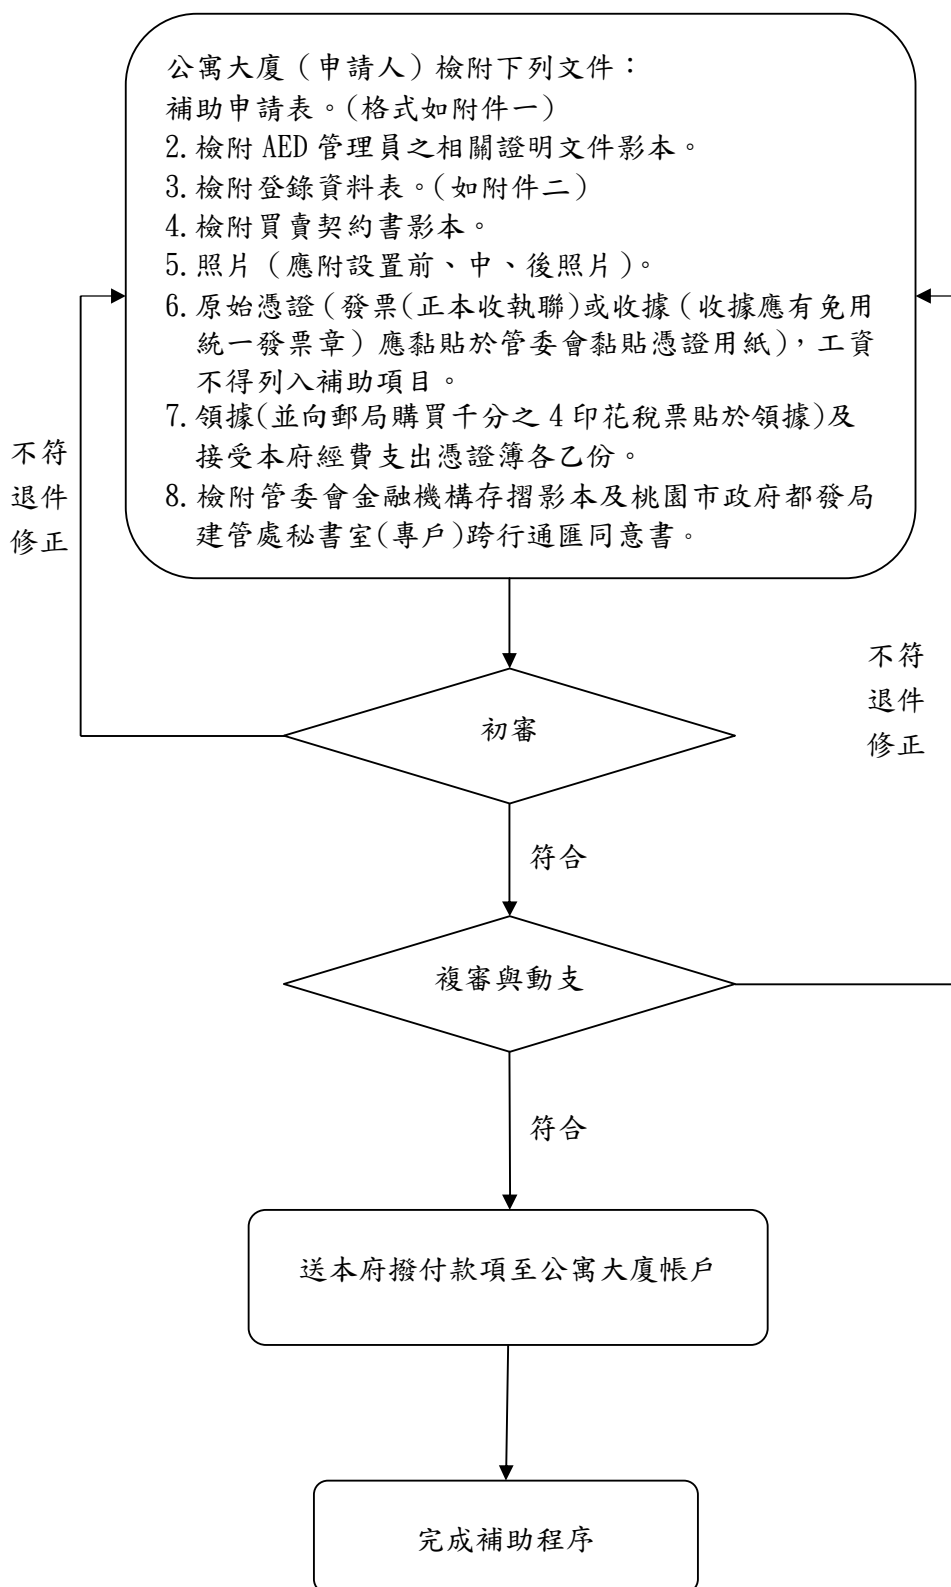 公寓大廈（申請人）檢附下列文件：
補助申請表。(格式如附件一)
2.檢附 AED 管理員之相關證明文件影本。
3.檢附登錄資料表。(如附件二)
4.檢附買賣契約書影本。
5.照片（應附設置前、中、後照片)。
6.原始憑證(發票(正本收執聯)或收據(收據應有免用
統一發票章）應黏貼於管委會黏貼憑證用紙)，工資
不得列入補助項目。
7.領據(並向郵局購買千分之 4 印花稅票貼於領據)及
接受本府經費支出憑證簿各乙份。
8.檢附管委會金融機構存摺影本及桃園市政府都發局
建管處秘書室(專戶)跨行通匯同意書。
不符
退件
修正
不符
退件
修正
初審
符合
複審與動支
符合
送本府撥付款項至公寓大廈帳戶
完成補助程序